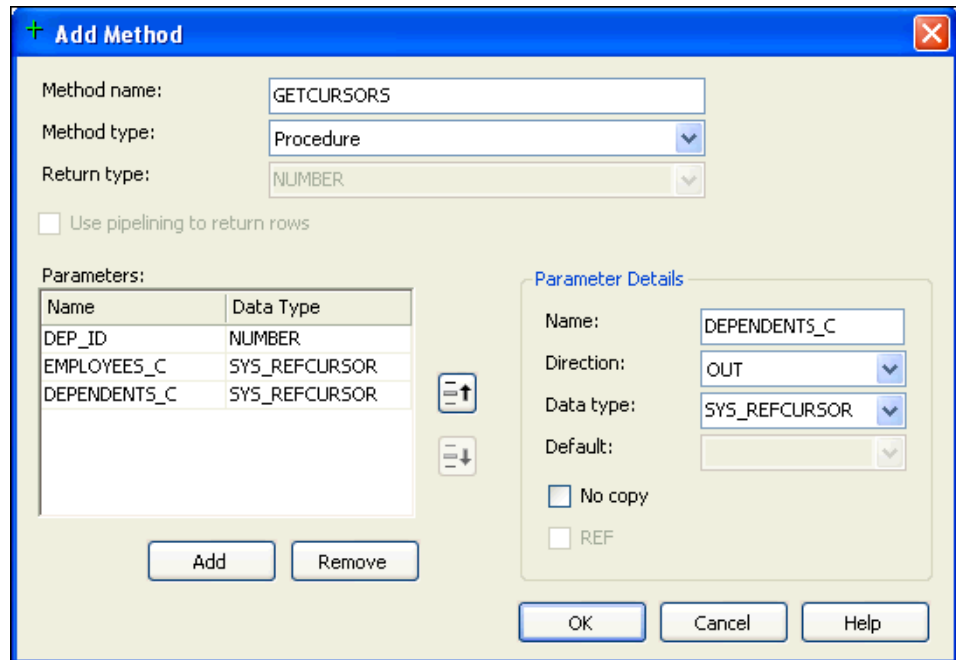 Add Method
Method name: GETCURSORS
Method type: Procedure
Return type: NUMBER
Use pipelining to return rows
Parameters:
Name Data Type
DEP_ID NUMBER
EMPLOYEES_C SYS_REFCURSOR
DEPENDENTS_C SYS_REFCURSOR
Add Remove
Parameter Details
Name: DEPENDENTS_C
Direction: OUT
Data type: SYS_REFCURSOR
Default:
No copy
REF
OK Cancel Help